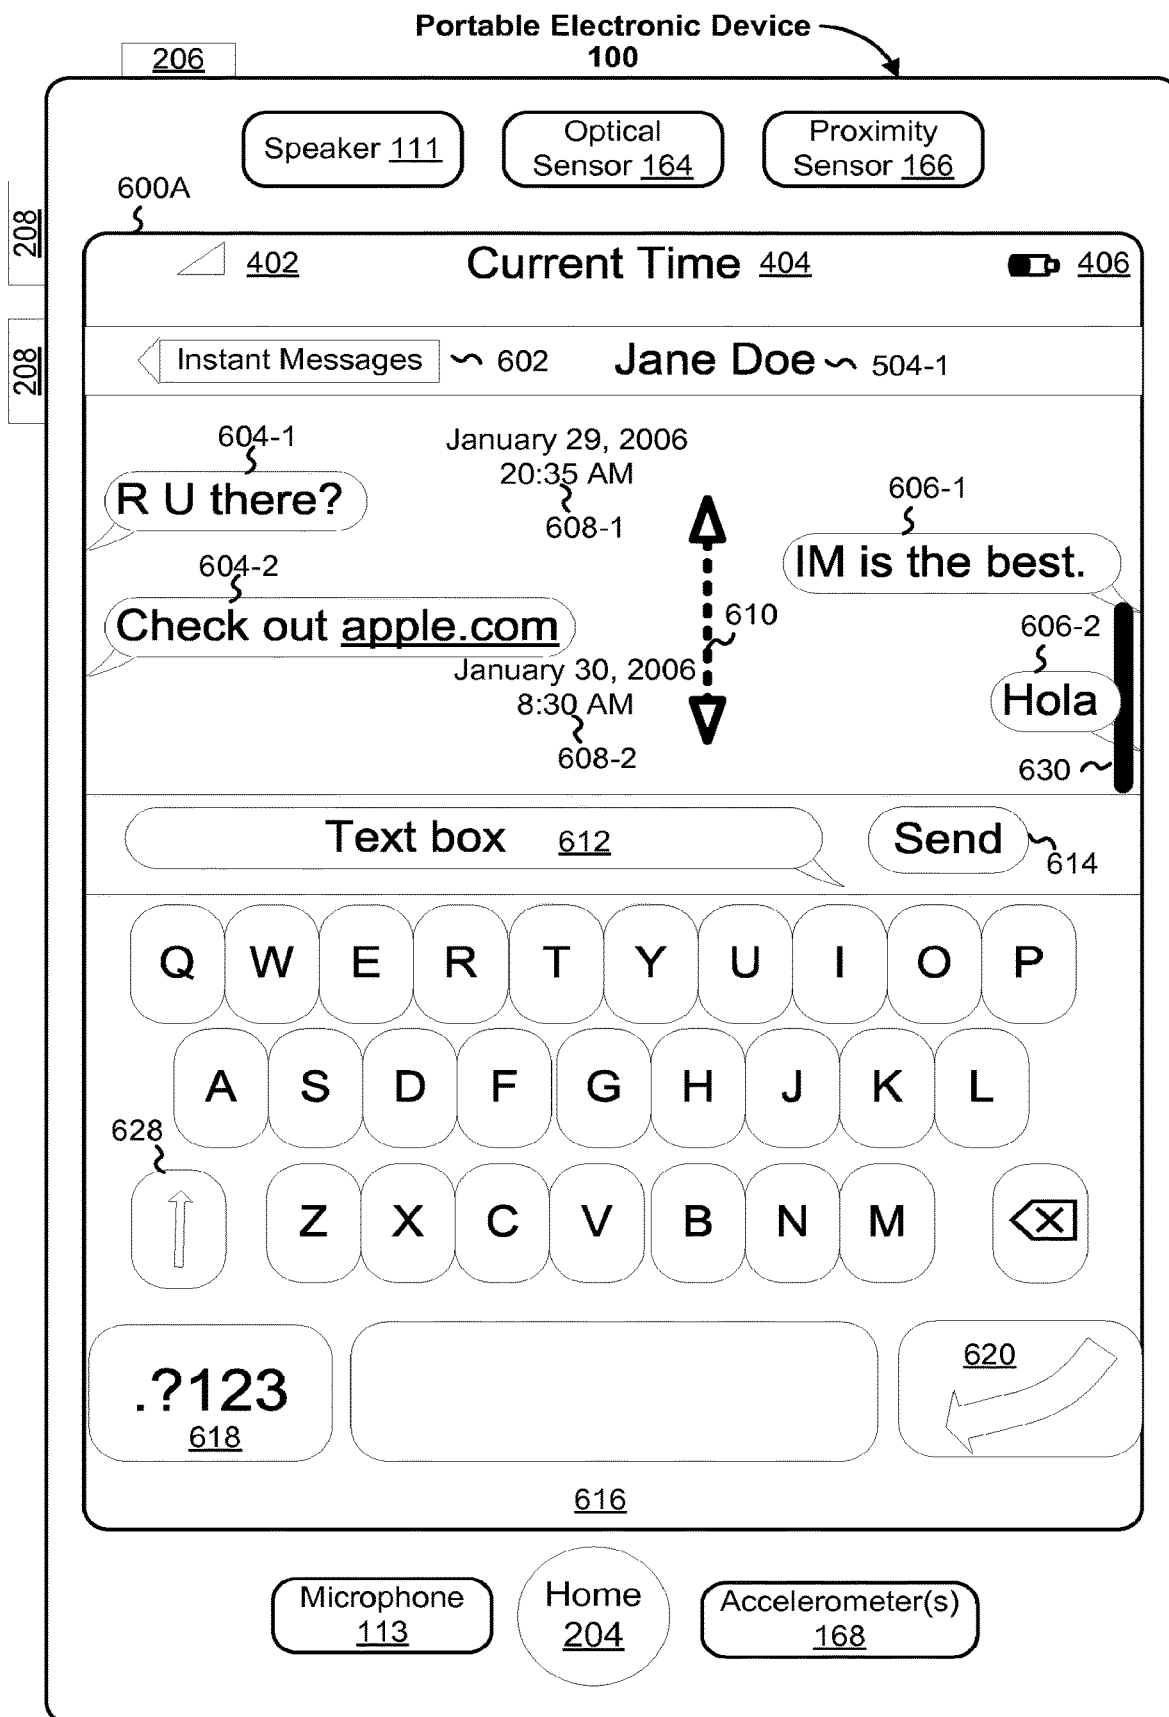 Portable Electronic Device
100
206
Speaker 111
Optical
Sensor 164
Proximity
Sensor 166
600A
208
208
402
Current Time 404
406
Instant Messages
602
Jane Doe
504-1
604-1
R U there?
January 29, 2006
20:35 AM
608-1
606-1
IM is the best.
604-2
Check out apple.com
610
606-2
Hola
January 30, 2006
8:30 AM
608-2
630
Text box 612
Send
614
Q W E R T Y U I O P
A S D F G H J K L
628
Z X C V B N M
.?123
618
620
616
Microphone
113
Home
204
Accelerometer(s)
168